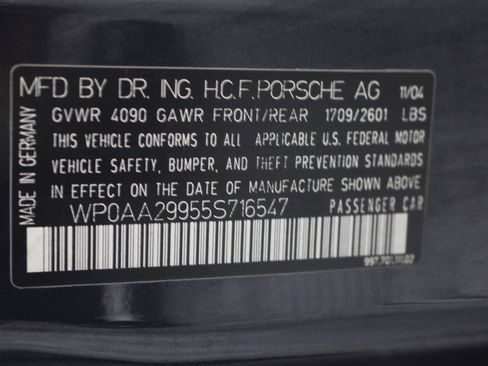 MFD BY DR. ING. H.C.F. PORSCHE AG 11/04
GVWR 4090 GAWR FRONT/REAR 1709/2601 LBS
THIS VEHICLE CONFORMS TO ALL APPLICABLE U.S. FEDERAL MOTOR
VEHICLE SAFETY, BUMPER, AND THEFT PREVENTION STANDARDS
IN EFFECT ON THE DATE OF MANUFACTURE SHOWN ABOVE
WP0AA29955S716547 PASSENGER CAR
MADE IN GERMANY